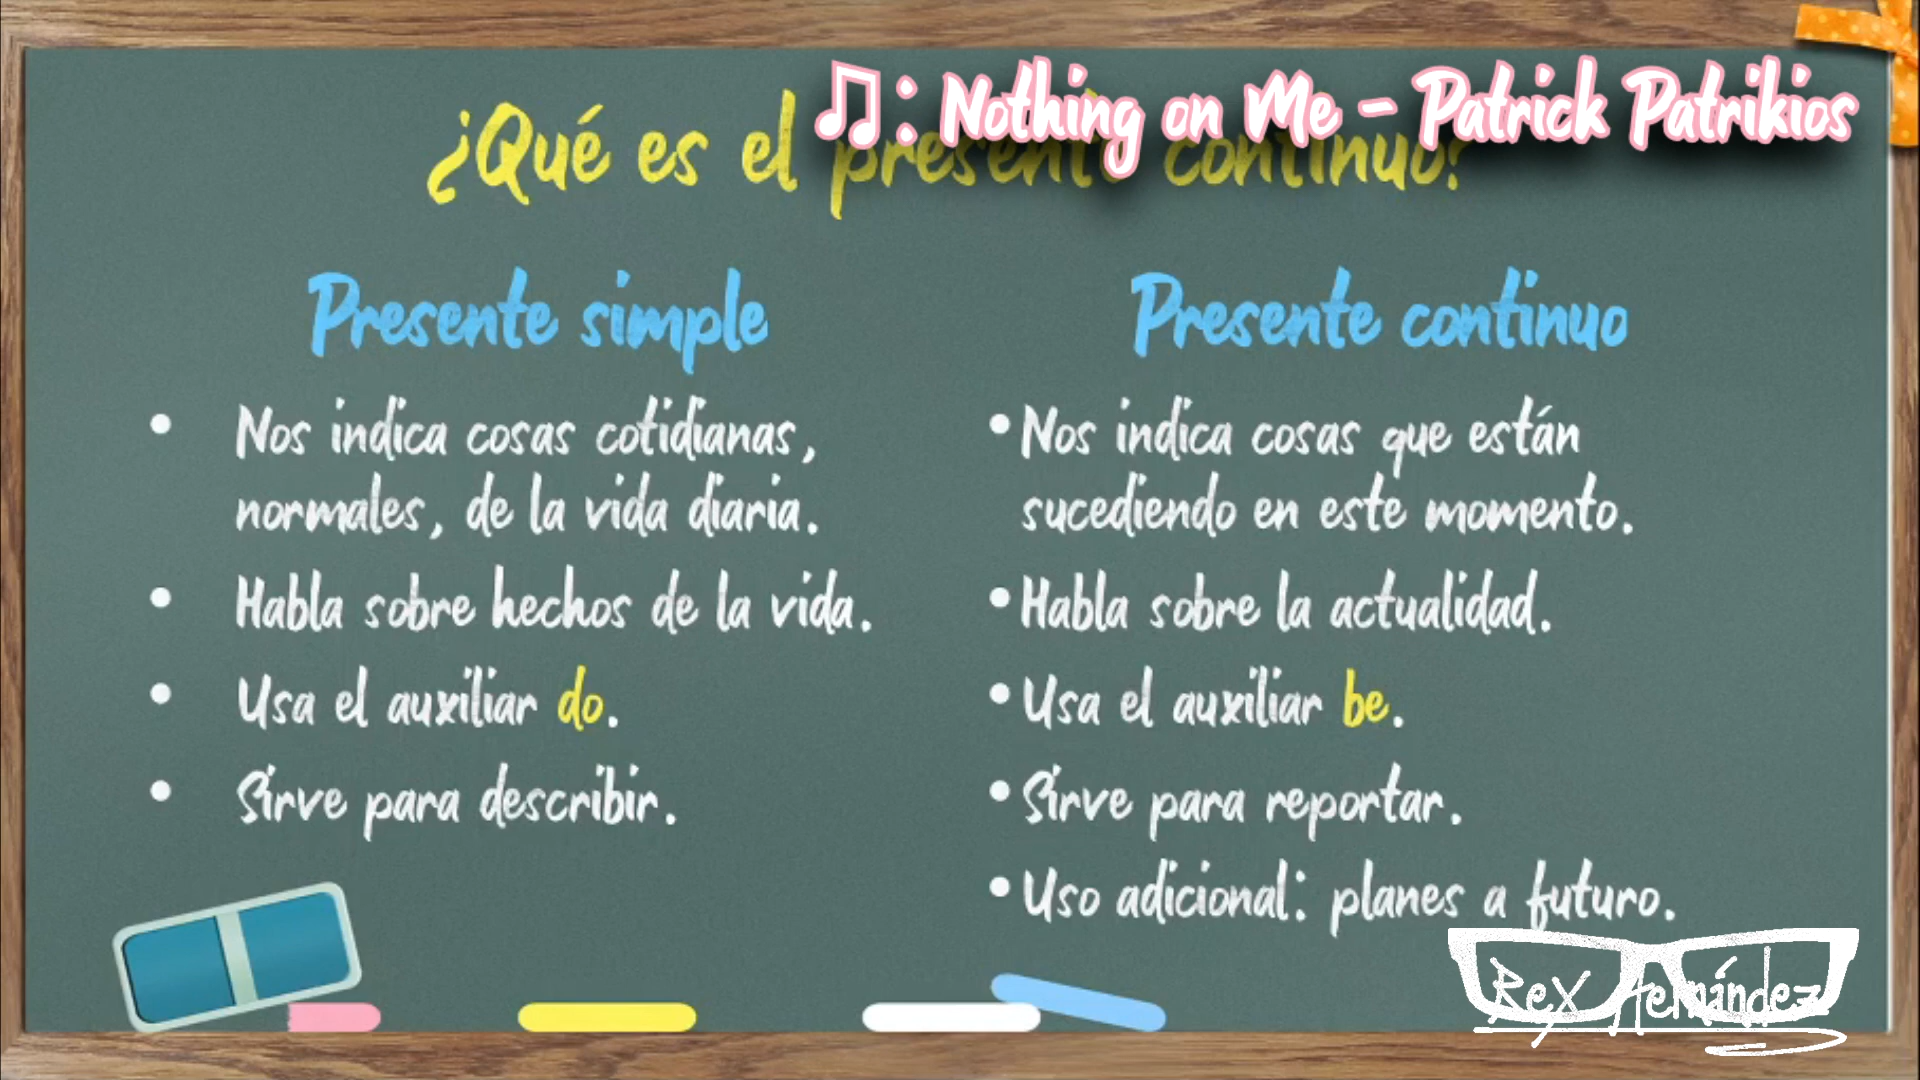 ♫: Nothing on Me - Patrick Patrikios
¿Qué es el presente continuo?
Presente simple
• Nos indica cosas cotidianas,
normales, de la vida diaria.
• Habla sobre hechos de la vida.
• Usa el auxiliar do.
• Sirve para describir.
Presente continuo
• Nos indica cosas que están
sucediendo en este momento.
• Habla sobre la actualidad.
• Usa el auxiliar be.
• Sirve para reportar.
• Uso adicional: planes a futuro.
Rex Hernández